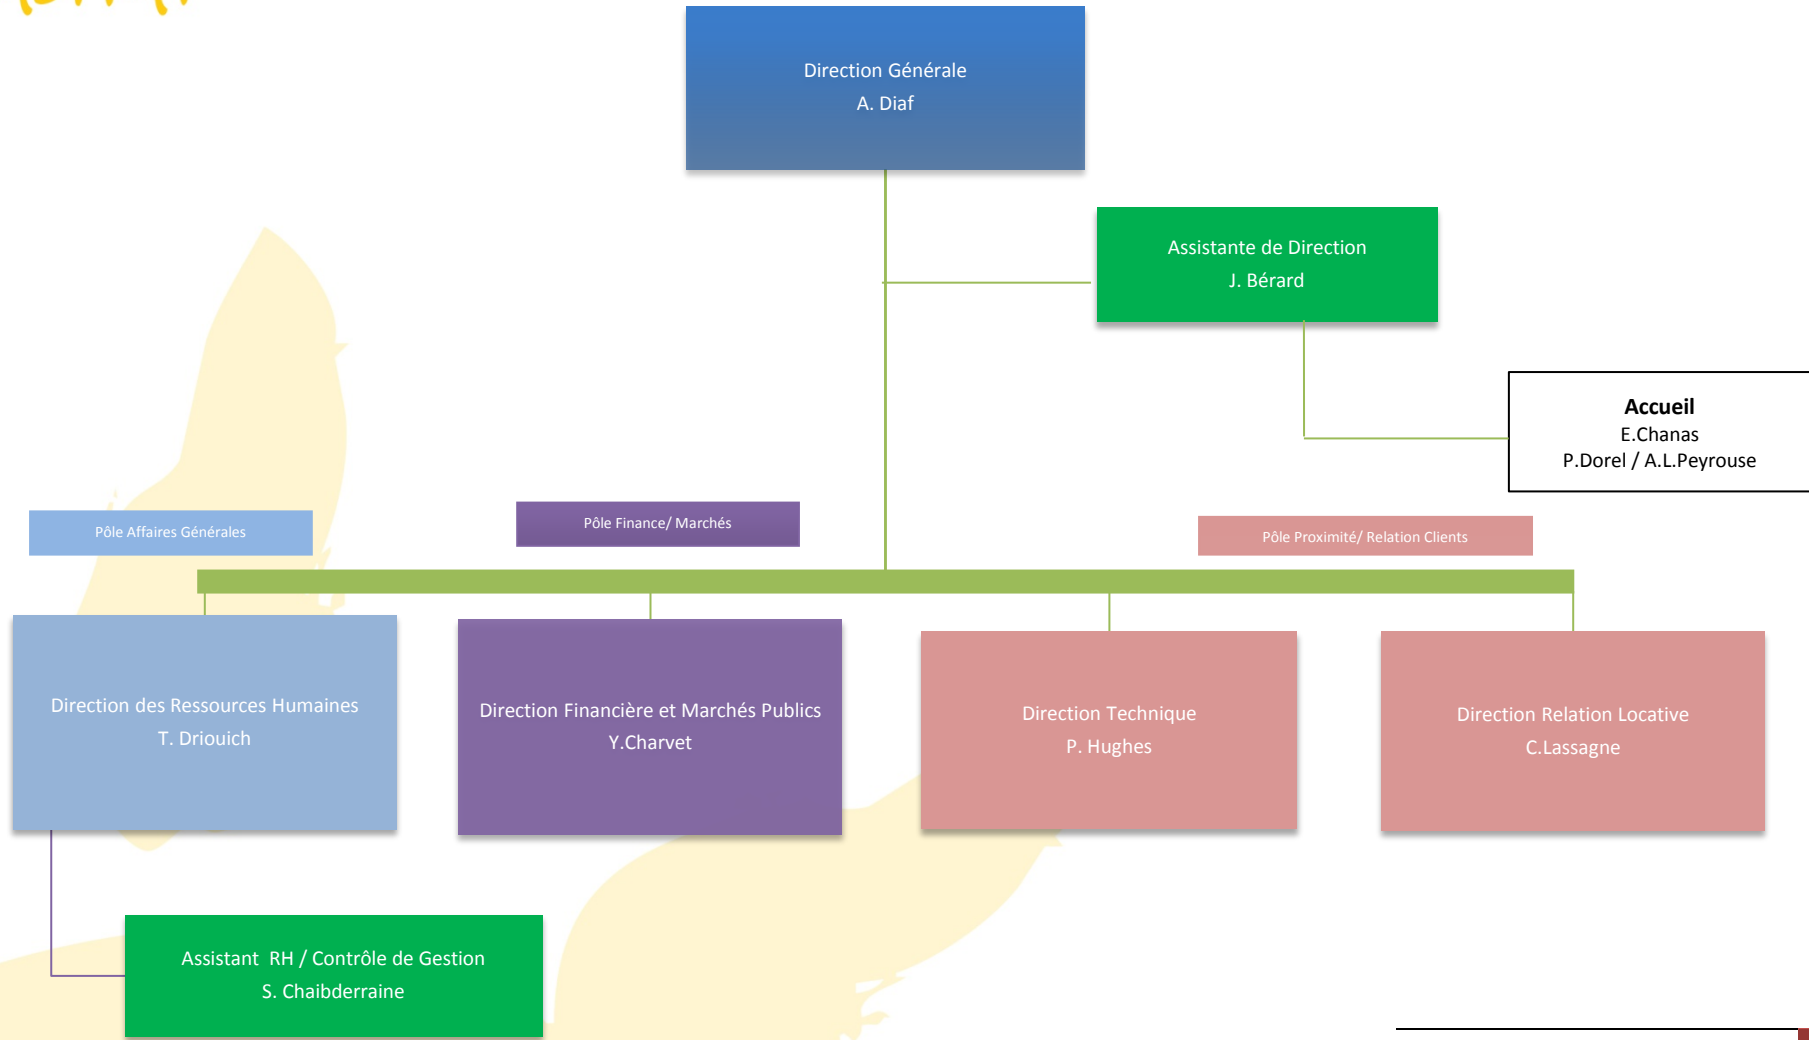 Direction Générale
A. Diaf
Assistante de Direction
J. Bérard
Accueil
E.Chanas
P.Dorel / A.L.Peyrouse
Pôle Affaires Générales
Pôle Finance/ Marchés
Pôle Proximité/ Relation Clients
Direction des Ressources Humaines
T. Driouich
Direction Financière et Marchés Publics
Y.Charvet
Direction Technique
P. Hughes
Direction Relation Locative
C.Lassagne
Assistant  RH / Contrôle de Gestion
S. Chaibderraine